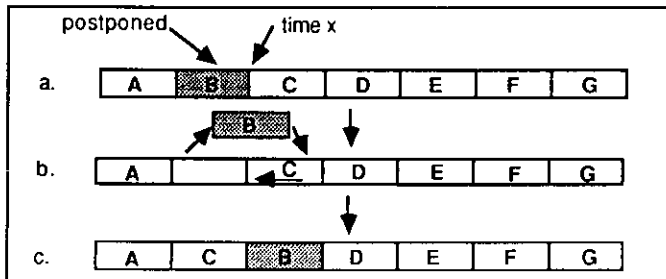 postponed time x
a. A B C D E F G
B
b. A C D E F G
c. A C B D E F G